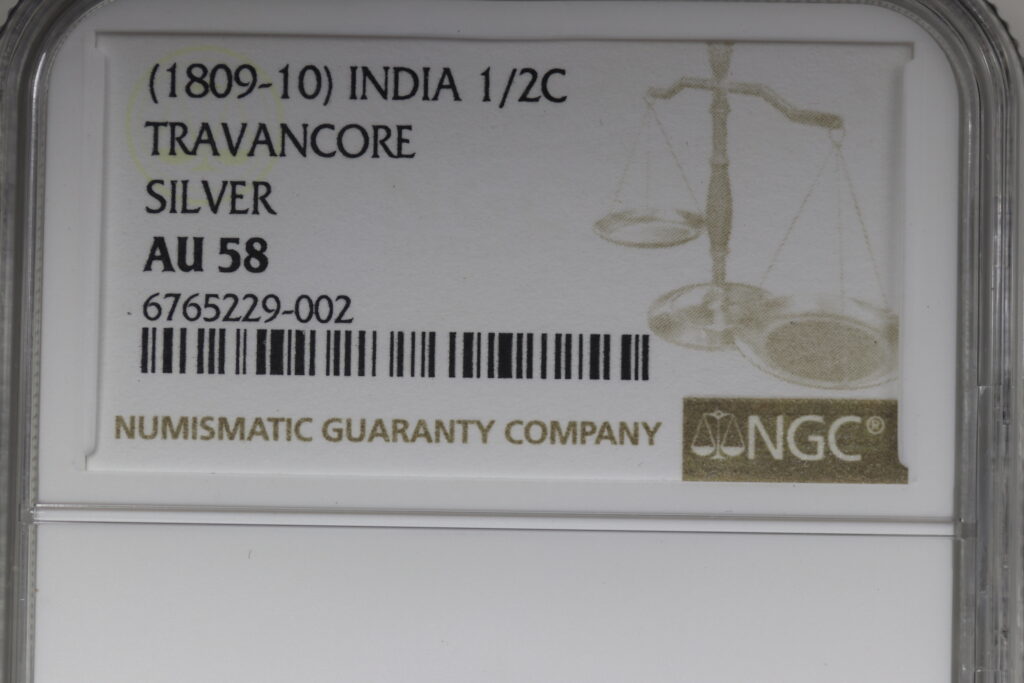 (1809-10) INDIA 1/2C
TRAVANCORE
SILVER
AU 58
6765229-002
NUMISMATIC GUARANTY COMPANY
NGC®